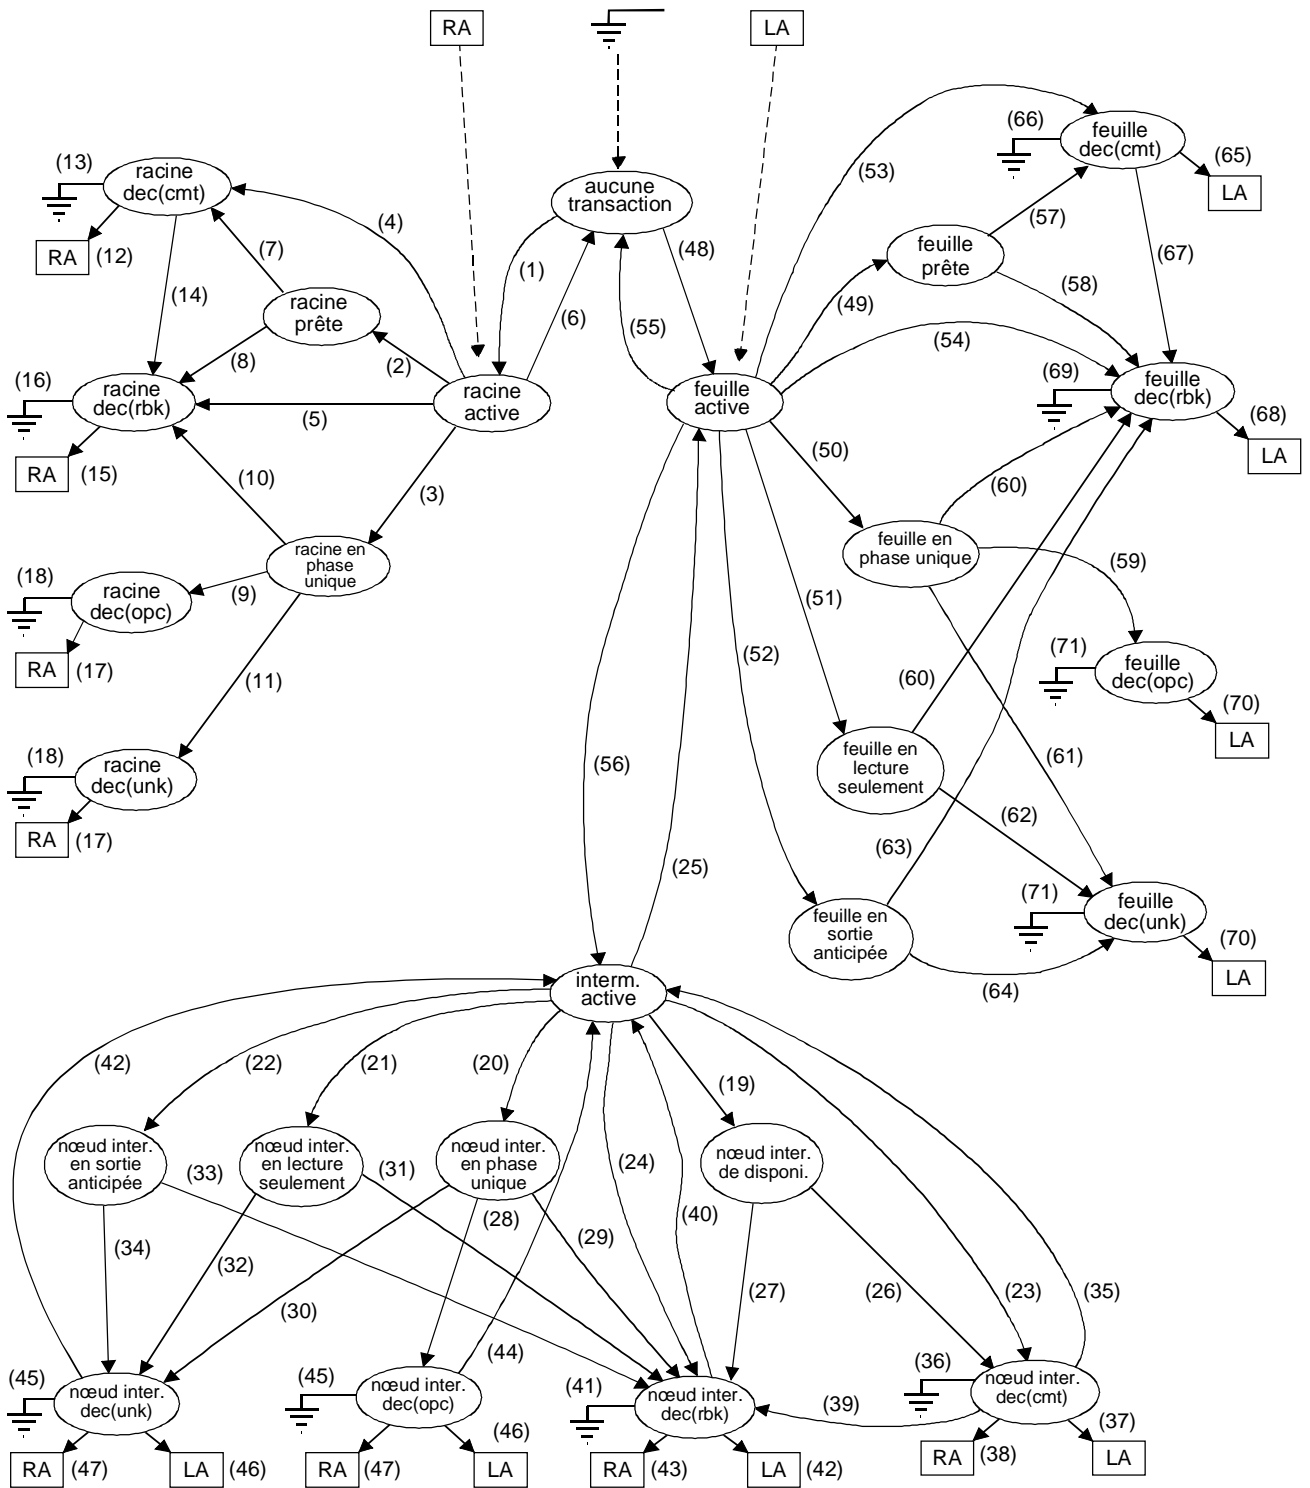 RA
LA
(66)
feuille
dec(cmt)
(65)
LA
(13)
racine
dec(cmt)
(53)
aucune
transaction
(4)
(57)
RA
(12)
(7)
feuille
prête
(48)
(67)
(1)
(14)
racine
prête
(49)
(58)
(6)
(55)
(54)
(8)
(2)
(16)
racine
dec(rbk)
racine
active
feuille
active
(69)
feuille
dec(rbk)
(5)
(68)
RA
(15)
(50)
LA
(10)
(3)
(60)
racine en
phase
unique
feuille en
phase unique
(59)
(18)
racine
dec(opc)
(9)
(51)
RA
(17)
(52)
(71)
feuille
dec(opc)
(11)
(60)
(70)
LA
(18)
racine
dec(unk)
(56)
feuille en
lecture
seulement
(61)
RA
(17)
(62)
(25)
(63)
(71)
feuille
dec(unk)
feuille en
sortie
anticipée
(70)
LA
(64)
interm.
active
(42)
(22)
(21)
(20)
(19)
nœud inter.
en sortie
anticipée
nœud inter.
en lecture
seulement
nœud inter.
en phase
unique
nœud inter.
de disponi.
(33)
(31)
(24)
(28)
(40)
(34)
(32)
(29)
(27)
(26)
(23)
(35)
(30)
(44)
(45)
nœud inter.
dec(unk)
(45)
nœud inter.
dec(opc)
(41)
nœud inter.
dec(rbk)
(36)
nœud inter.
dec(cmt)
(39)
(37)
RA
(47)
LA
(46)
RA
(47)
(46)
LA
RA
(43)
LA
(42)
RA
(38)
LA